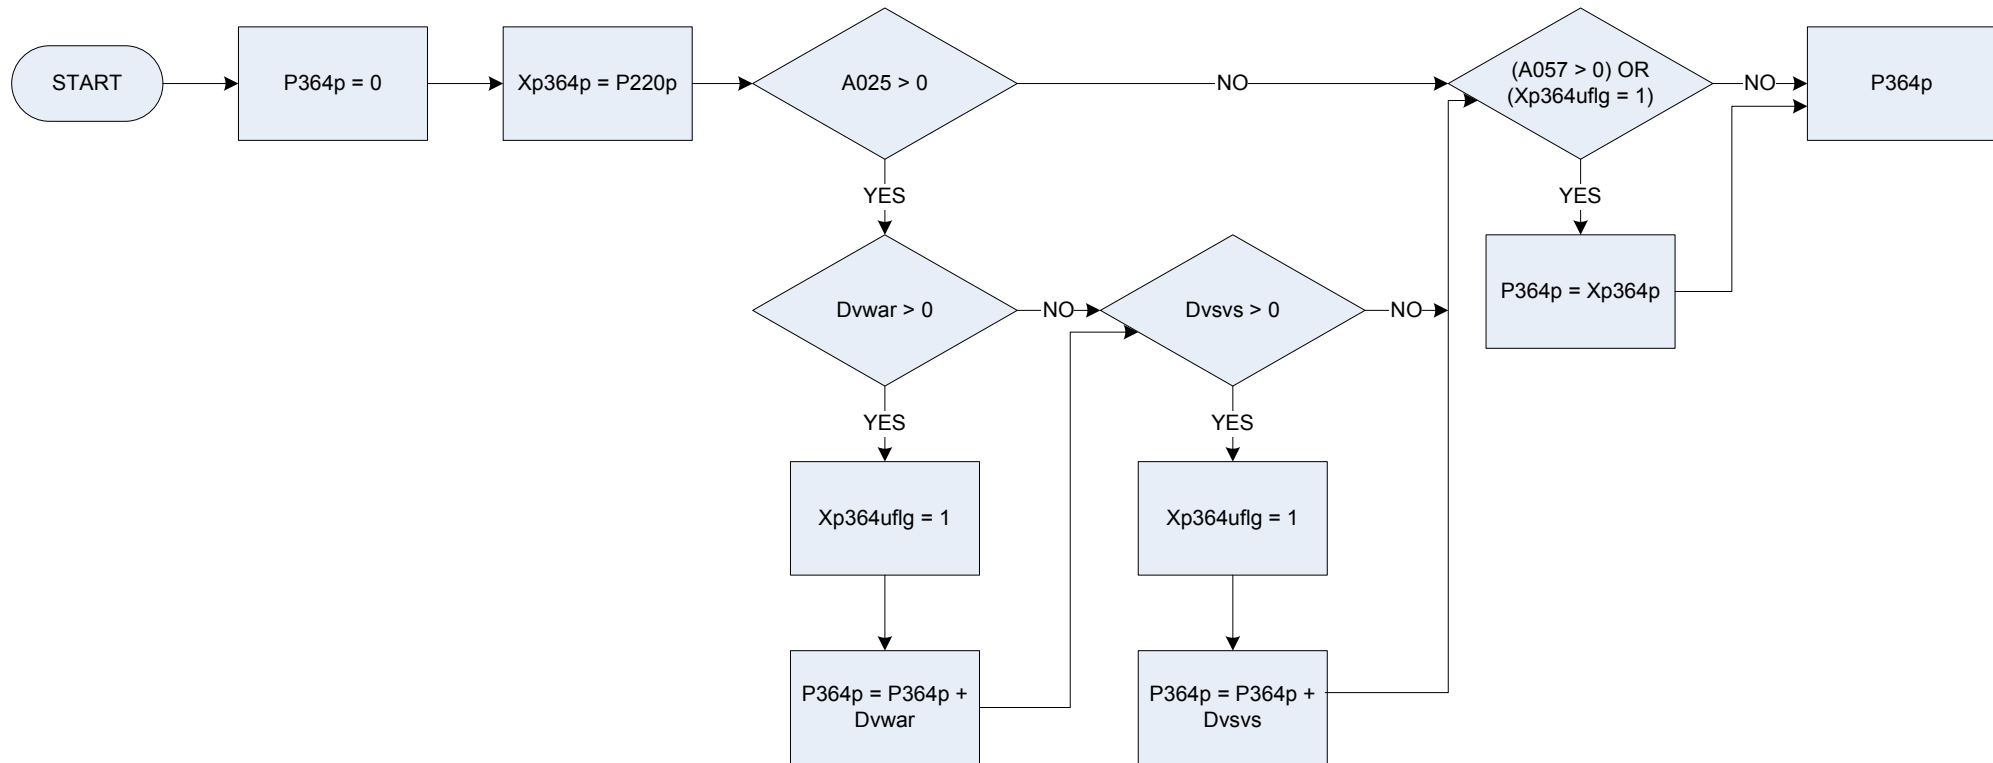 START
P364p = 0
Xp364p = P220p
A025 > 0
NO
(A057 > 0) OR
(Xp364uflg = 1)
NO
P364p
YES
YES
Dvwar > 0
NO
Dvsvs > 0
NO
P364p = Xp364p
YES
YES
Xp364uflg = 1
Xp364uflg = 1
P364p = P364p +
Dvwar
P364p = P364p +
Dvsvs